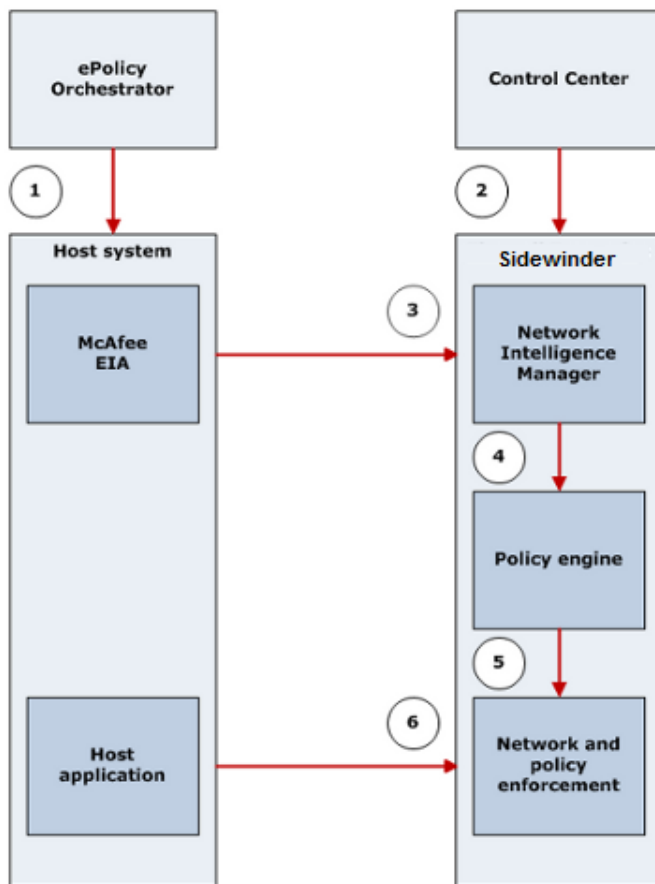 ePolicy
Orchestrator
Control Center
1
2
Host system
Sidewinder
McAfee
EIA
3
Network
Intelligence
Manager
4
Policy engine
5
Host
application
6
Network and
policy
enforcement